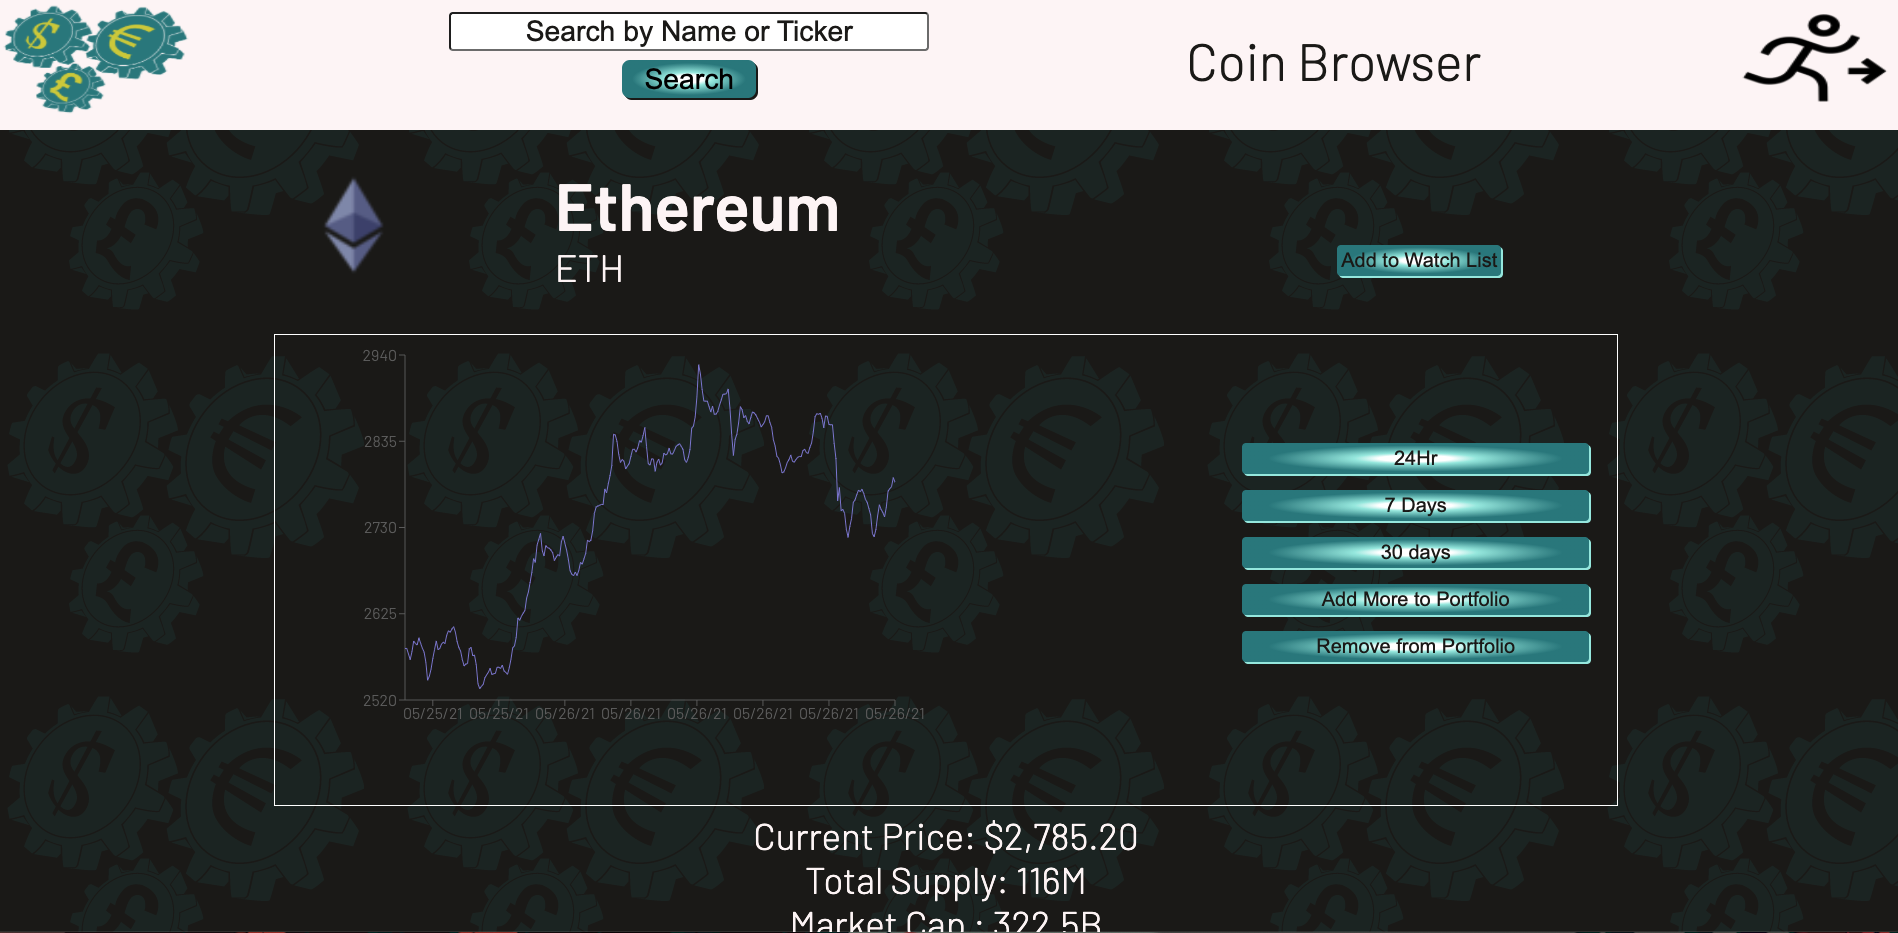 Search by Name or Ticker
Search
Coin Browser
Ethereum
ETH
Add to Watch List
2940
2835
2730
2625
2520
05/25/21 05/25/21 05/26/21 05/26/21 05/26/21 05/26/21 05/26/21 05/26/21
24Hr
7 Days
30 days
Add More to Portfolio
Remove from Portfolio
Current Price: $2,785.20
Total Supply: 116M
Market Cap : 322.5B